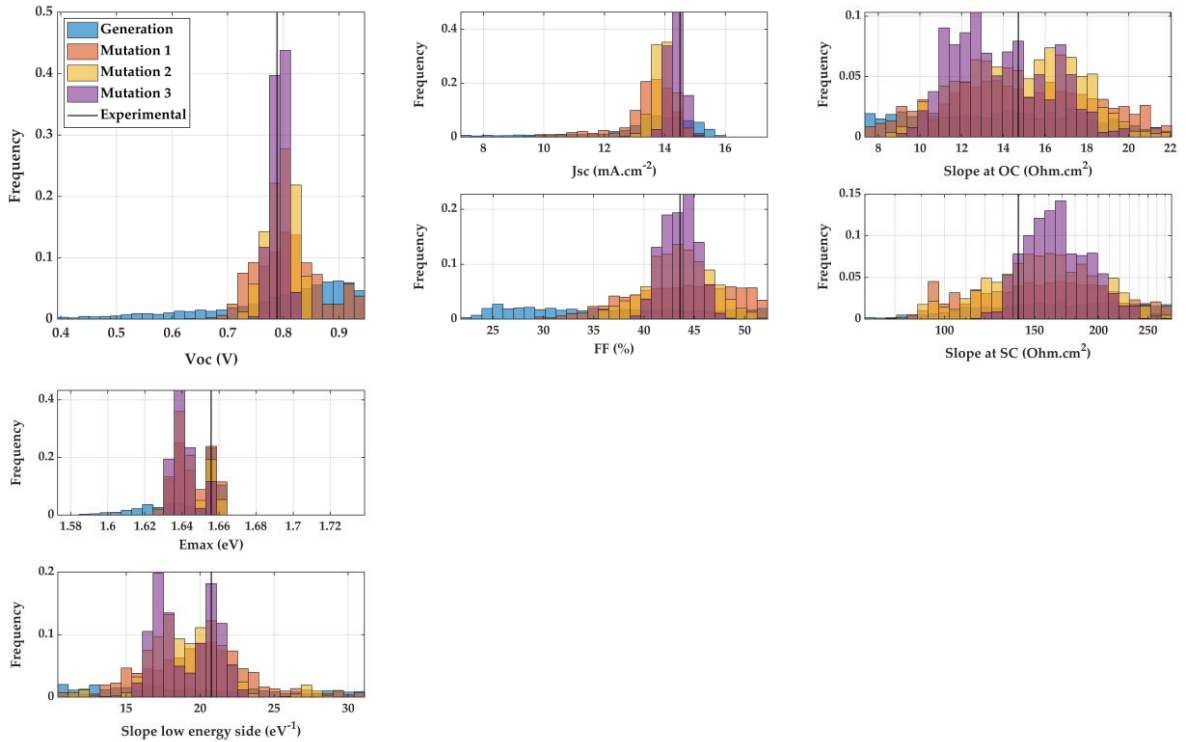 Generation
Mutation 1
Mutation 2
Mutation 3
Experimental
Frequency
0.5
0.4
0.3
0.2
0.1
0
0.4 0.5 0.6 0.7 0.8 0.9
Voc (V)
Frequency
0.4
0.2
0
8 10 12 14 16
Jsc (mA.cm⁻²)
Frequency
0.1
0.05
0
8 10 12 14 16 18 20 22
Slope at OC (Ohm.cm²)
Frequency
0.2
0.1
0
25 30 35 40 45 50
FF (%)
Frequency
0.15
0.1
0.05
0
100 150 200 250
Slope at SC (Ohm.cm²)
Frequency
0.4
0.2
0
1.58 1.6 1.62 1.64 1.66 1.68 1.7 1.72
Emax (eV)
Frequency
0.2
0.1
0
15 20 25 30
Slope low energy side (eV⁻¹)